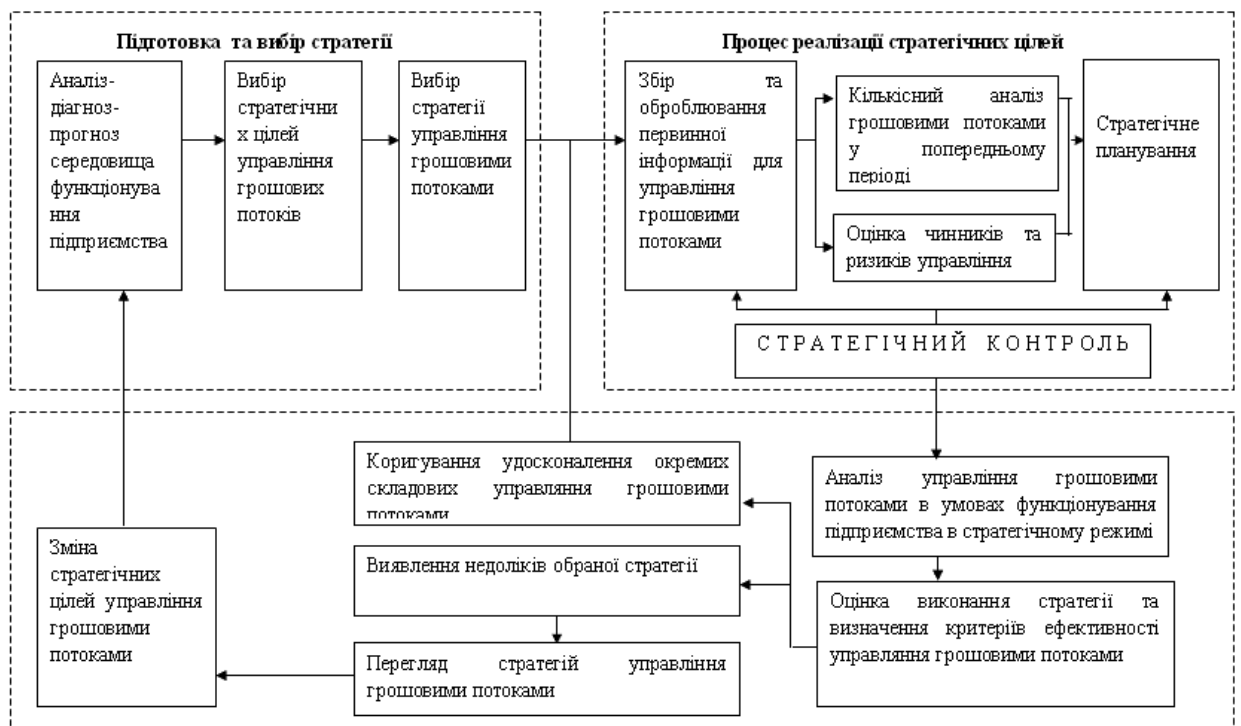 Підготовка та вибір стратегії
Аналіз-
діагноз-
прогноз
середовища
функціонува
ння
підприємства
Вибір
стратегічни
х цілей
управління
грошових
потоків
Вибір
стратегії
управління
грошовими
потоками
Процес реалізації стратегічних цілей
Збір та
оброблювання
первинної
інформації для
управління
грошовими
потоками
Кількісний аналіз
грошовими потоками
у попередньому
періоді
Оцінка чинників та
ризиків управління
Стратегічне
планування
СТРАТЕГІЧНИЙ КОНТРОЛЬ
Коригування удосконалення окремих
складових управляння грошовими
потоками
Аналіз управління грошовими
потоками в умовах функціонування
підприємства в стратегічному режимі
Зміна
стратегічних
цілей управління
грошовими
потоками
Виявлення недоліків обраної стратегії
Оцінка виконання стратегії та
визначення критеріїв ефективності
управляння грошовими потоками
Перегляд стратегій управління
грошовими потоками